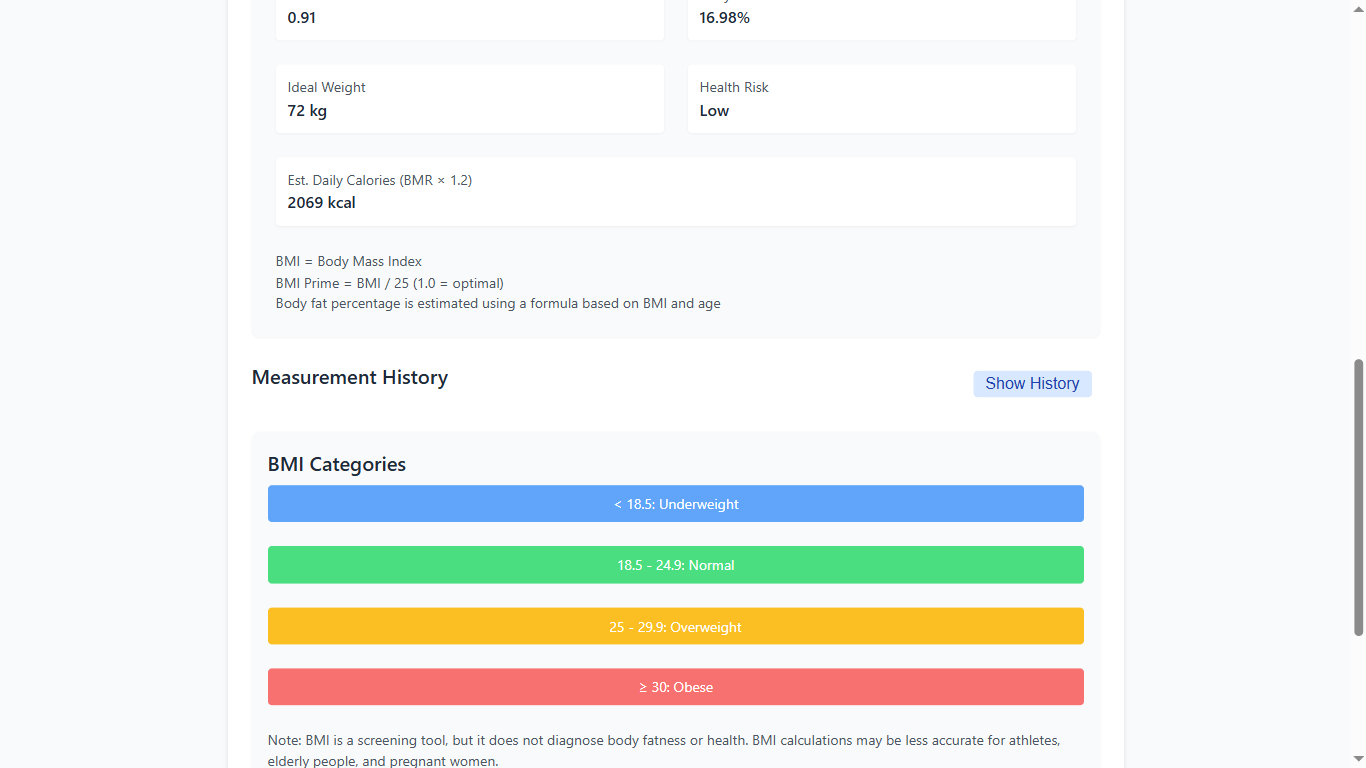 0.91
16.98%
Ideal Weight
72 kg
Health Risk
Low
Est. Daily Calories (BMR × 1.2)
2069 kcal
BMI = Body Mass Index
BMI Prime = BMI / 25 (1.0 = optimal)
Body fat percentage is estimated using a formula based on BMI and age
Measurement History
Show History
BMI Categories
< 18.5: Underweight
18.5 - 24.9: Normal
25 - 29.9: Overweight
≥ 30: Obese
Note: BMI is a screening tool, but it does not diagnose body fatness or health. BMI calculations may be less accurate for athletes,
elderly people, and pregnant women.